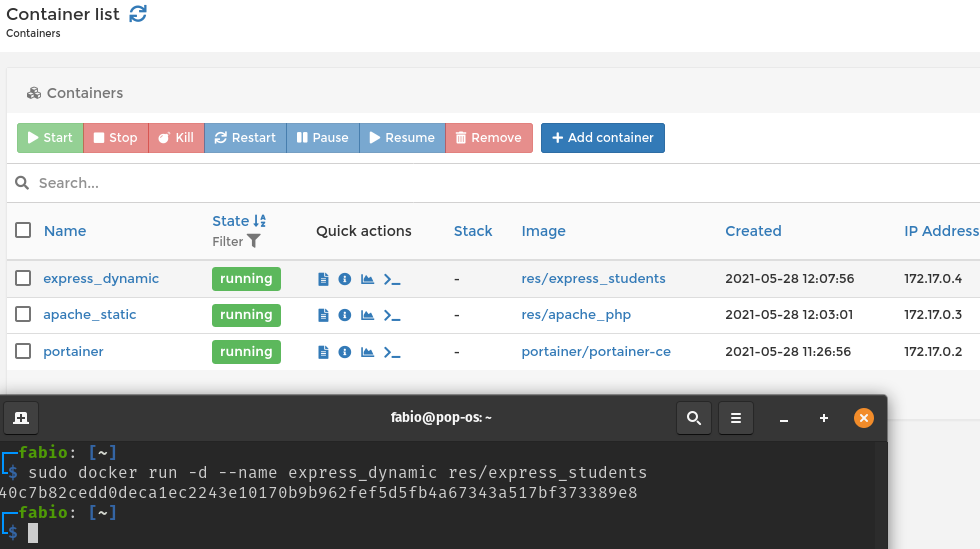 Container list
Containers
Containers
Start Stop Kill Restart Pause Resume Remove Add container
Search...
Name State Filter Quick actions Stack Image Created IP Address
express_dynamic running - res/express_students 2021-05-28 12:07:56 172.17.0.4
apache_static running - res/apache_php 2021-05-28 12:03:01 172.17.0.3
portainer running - portainer/portainer-ce 2021-05-28 11:26:56 172.17.0.2
fabio@pop-os: ~
fabio: [~]
$ sudo docker run -d --name express_dynamic res/express_students
40c7b82cedd0deca1ec2243e10170b9b962fef5d5fb4a67343a517bf373389e8
fabio: [~]
$